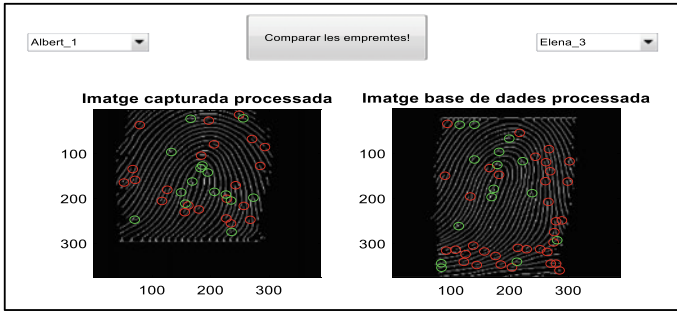 Albert_1
Comparar les empremtes!
Elena_3
Imatge capturada processada
Imatge base de dades processada
100
200
300
100
200
300
100
200
300
100
200
300